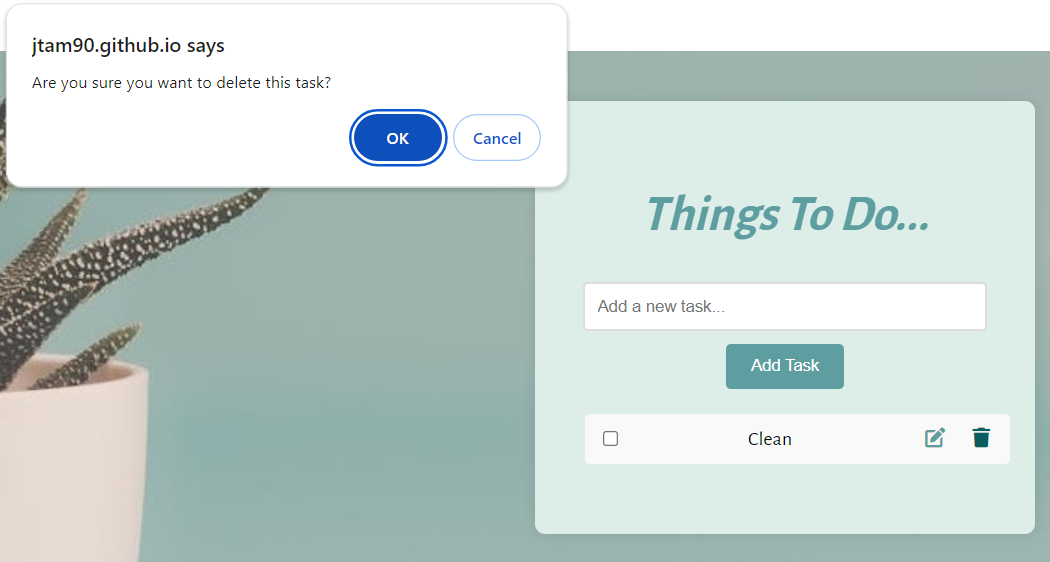 jtam90.github.io says
Are you sure you want to delete this task?
OK
Cancel
Things To Do...
Add a new task...
Add Task
Clean